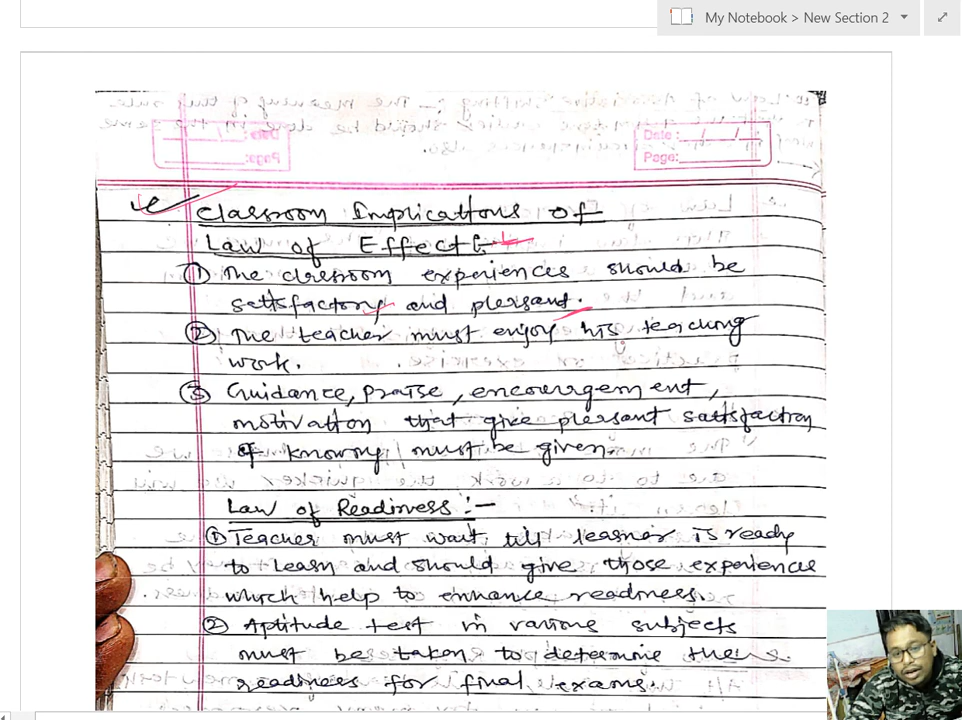 My Notebook > New Section 2
Date : / /
Page:
Classroom Implications of
Law of Effect:-
① The classroom experiences should be
satisfactory and pleasant.
② The teacher must enjoy his teaching
work.
③ Guidance, praise, encouragement,
motivation that give pleasant satisfaction
of knowing must be given.
Law of Readiness :-
① Teacher must wait till learner is ready
to learn and should give those experiences
which help to enhance readiness.
② Aptitude test in various subjects
must be taken to determine the
readiness for final exams.